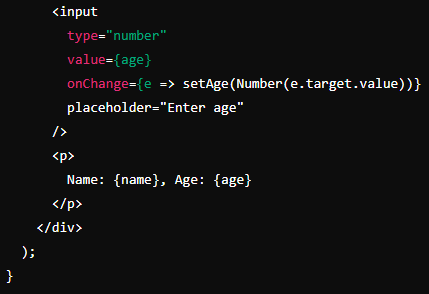 <input
type="number"
value={age}
onChange={e => setAge(Number(e.target.value))}
placeholder="Enter age"
/>
<p>
Name: {name}, Age: {age}
</p>
</div>
);
}